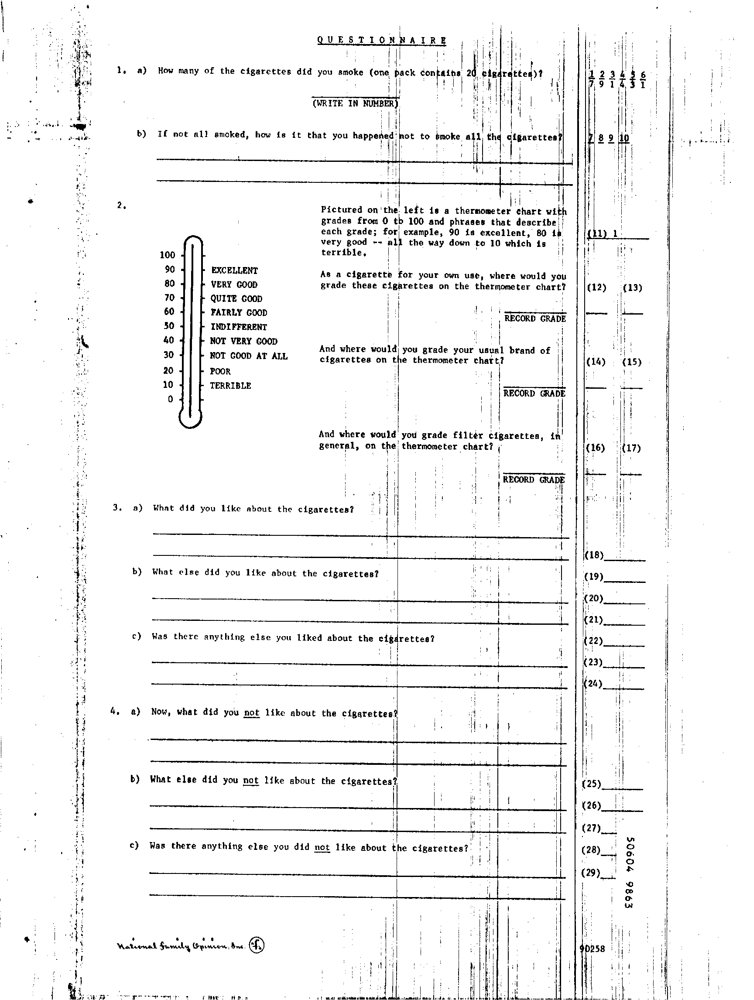 QUESTIONNAIRE
1. a) How many of the cigarettes did you smoke (one pack contains 20 cigarettes)?
1 2 3 4 5 6
7 9 1 4 3 1
(WRITE IN NUMBER)
b) If not all smoked, how is it that you happened not to smoke all the cigarettes?
7 8 9 10
2.
Pictured on the left is a thermometer chart with
grades from 0 to 100 and phrases that describe
each grade; for example, 90 is excellent, 80 is
very good -- all the way down to 10 which is
terrible.
(11) 1
100
90 EXCELLENT
80 VERY GOOD
70 QUITE GOOD
60 FAIRLY GOOD
50 INDIFFERENT
40 NOT VERY GOOD
30 NOT GOOD AT ALL
20 POOR
10 TERRIBLE
0
As a cigarette for your own use, where would you
grade these cigarettes on the thermometer chart?
(12) (13)
RECORD GRADE
And where would you grade your usual brand of
cigarettes on the thermometer chart?
(14) (15)
RECORD GRADE
And where would you grade filter cigarettes, in
general, on the thermometer chart?
(16) (17)
RECORD GRADE
3. a) What did you like about the cigarettes?
(18)
b) What else did you like about the cigarettes?
(19)
(20)
(21)
c) Was there anything else you liked about the cigarettes?
(22)
(23)
(24)
4. a) Now, what did you not like about the cigarettes?
b) What else did you not like about the cigarettes?
(25)
(26)
(27)
c) Was there anything else you did not like about the cigarettes?
(28)
(29)
50604 9863
National Family Opinion, Inc.
90258